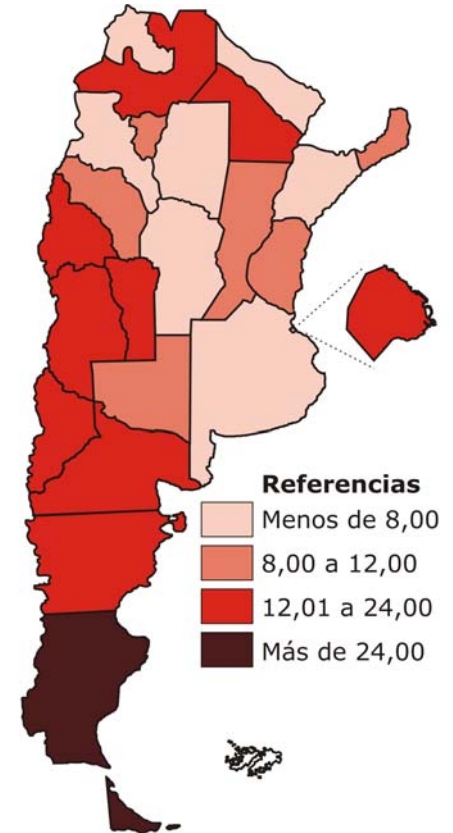 Referencias
Menos de 8,00
8,00 a 12,00
12,01 a 24,00
Más de 24,00